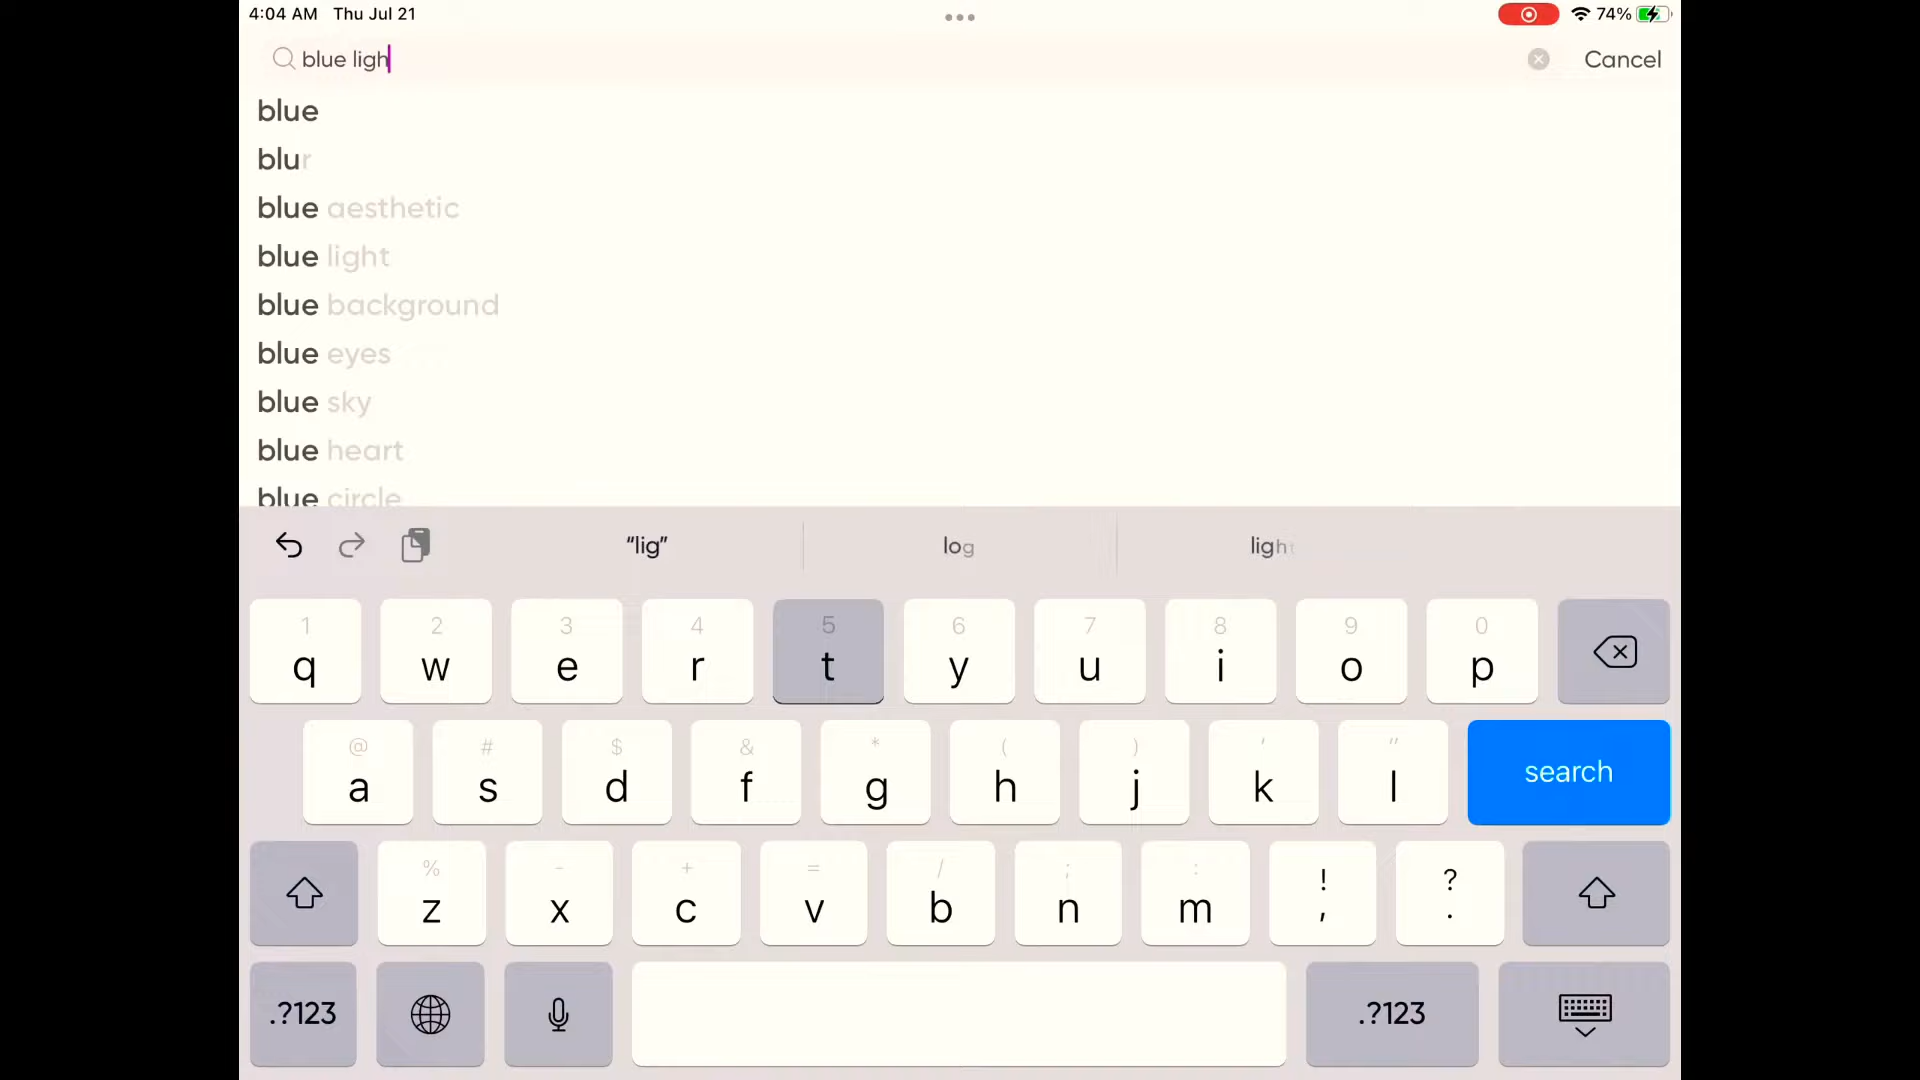 4:04 AM Thu Jul 21
74%
blue ligh
Cancel
blue
blur
blue aesthetic
blue light
blue background
blue eyes
blue sky
blue heart
blue circle
“lig”
log
light
1 2 3 4 5 6 7 8 9 0
q w e r t y u i o p
@ # $ & * ( ) ' "
a s d f g h j k l
search
% - + = / ; : ! ?
z x c v b n m , .
.?123
.?123